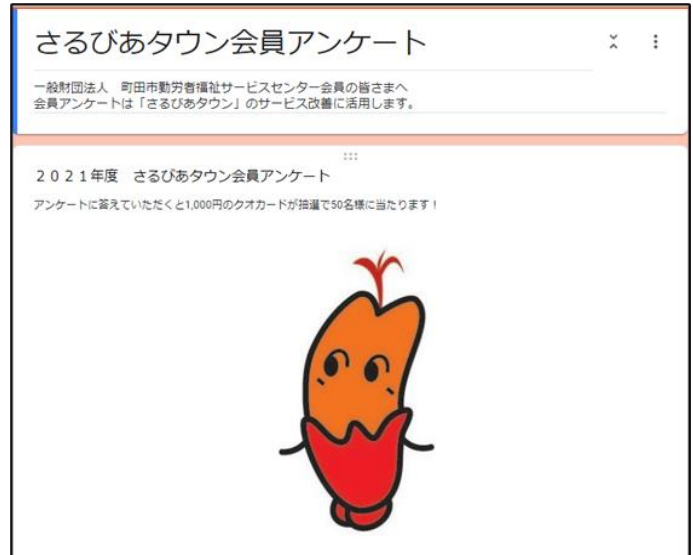 さるびあタウン会員アンケート
一般財団法人　町田市勤労者福祉サービスセンター会員の皆さまへ
会員アンケートは「さるびあタウン」のサービス改善に活用します。
２０２１年度　さるびあタウン会員アンケート
アンケートに答えていただくと1,000円のクオカードが抽選で50名様に当たります！